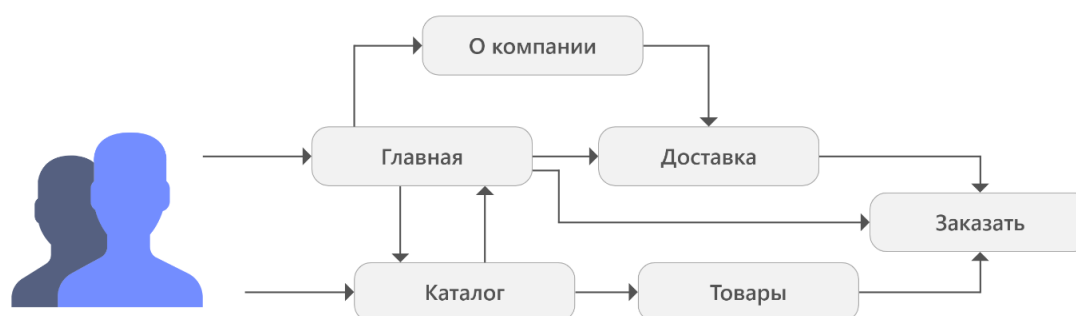 О компании
Главная
Доставка
Заказать
Каталог
Товары